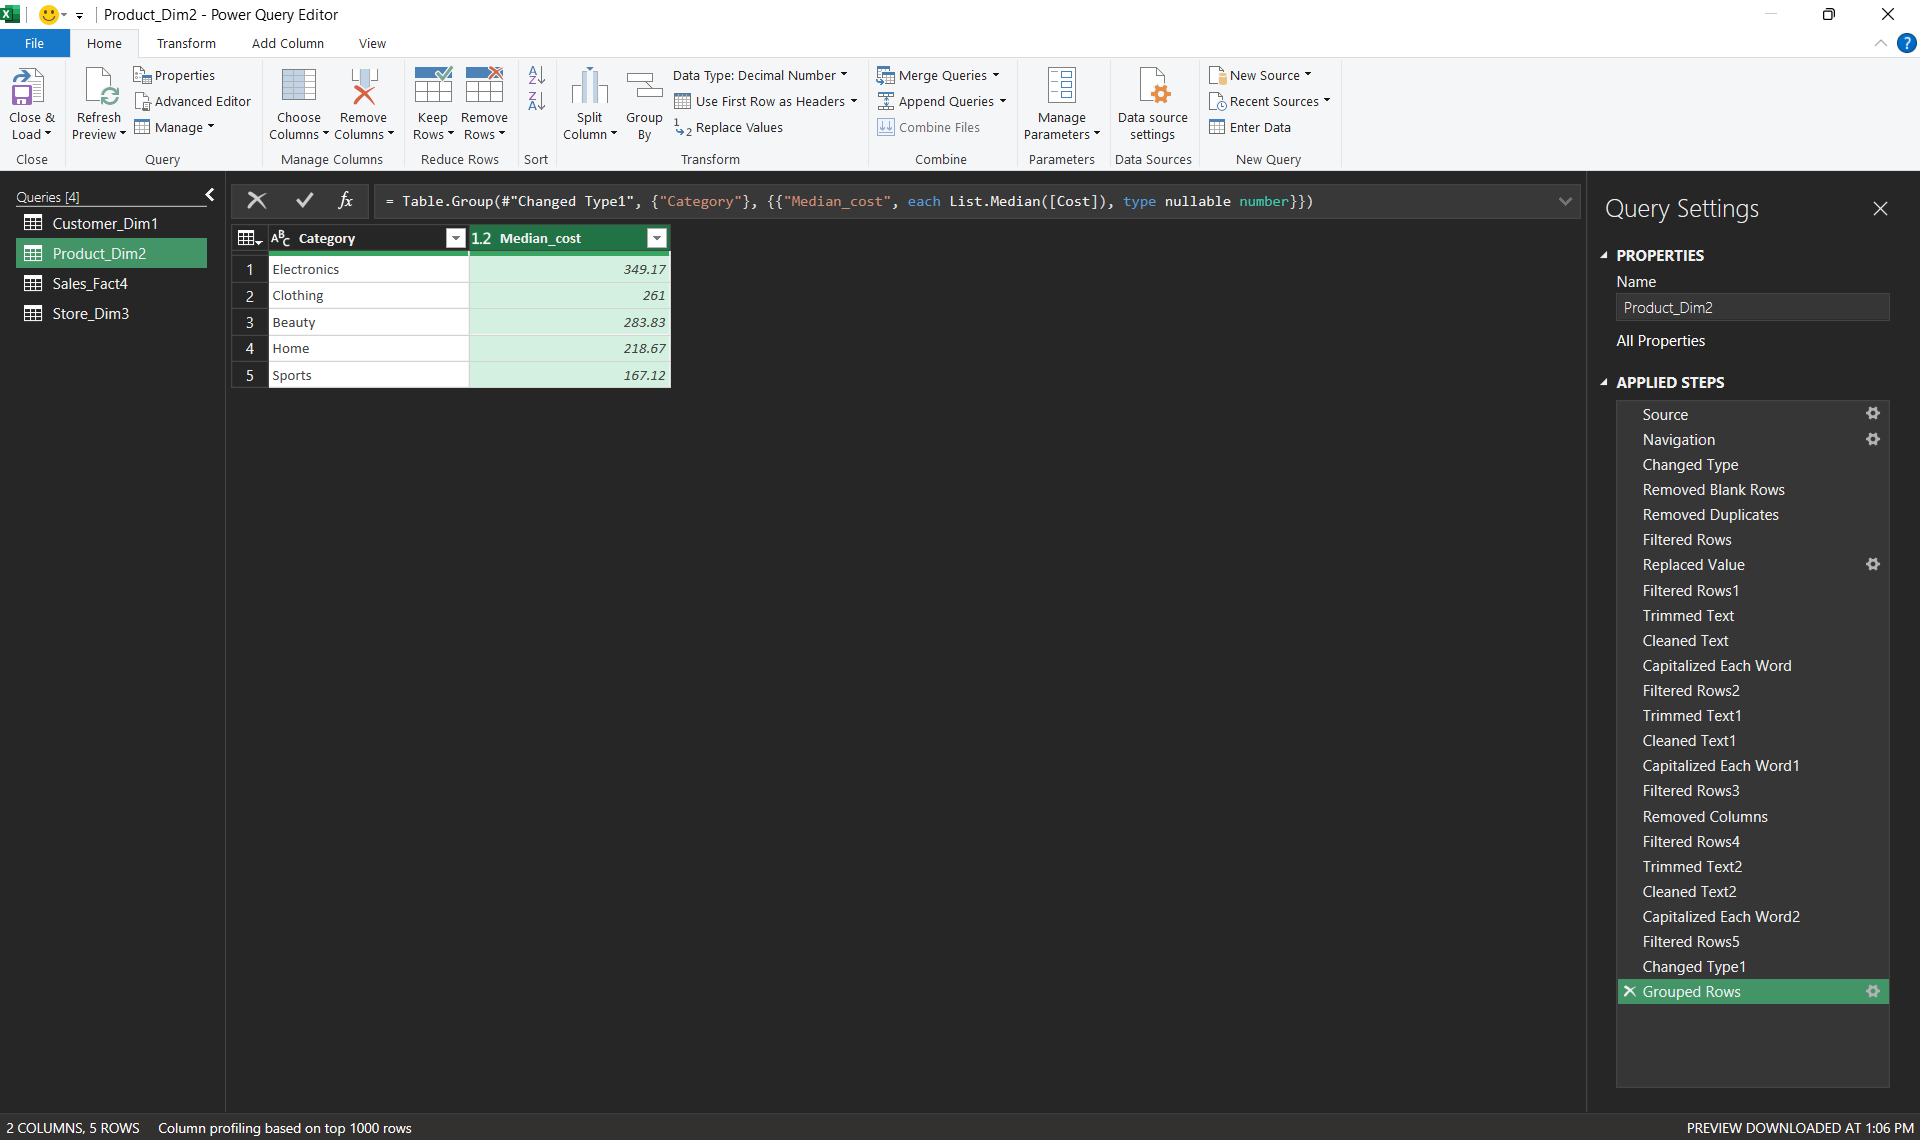 Product_Dim2 - Power Query Editor
File
Home
Transform
Add Column
View
?
Close &
Load
Close
Refresh
Preview
Properties
Advanced Editor
Manage
Query
Choose
Columns
Remove
Columns
Manage Columns
Keep
Rows
Remove
Rows
Reduce Rows
Sort
Split
Column
Group
By
Data Type: Decimal Number
Use First Row as Headers
Replace Values
Transform
Merge Queries
Append Queries
Combine Files
Combine
Manage
Parameters
Parameters
Data source
settings
Data Sources
New Source
Recent Sources
Enter Data
New Query
Queries [4]
Customer_Dim1
Product_Dim2
Sales_Fact4
Store_Dim3
fx
= Table.Group(#"Changed Type1", {"Category"}, {{"Median_cost", each List.Median([Cost]), type nullable number}})
ABC Category 1.2 Median_cost
1 Electronics 349.17
2 Clothing 261
3 Beauty 283.83
4 Home 218.67
5 Sports 167.12
Query Settings
PROPERTIES
Name
Product_Dim2
All Properties
APPLIED STEPS
Source
Navigation
Changed Type
Removed Blank Rows
Removed Duplicates
Filtered Rows
Replaced Value
Filtered Rows1
Trimmed Text
Cleaned Text
Capitalized Each Word
Filtered Rows2
Trimmed Text1
Cleaned Text1
Capitalized Each Word1
Filtered Rows3
Removed Columns
Filtered Rows4
Trimmed Text2
Cleaned Text2
Capitalized Each Word2
Filtered Rows5
Changed Type1
Grouped Rows
2 COLUMNS, 5 ROWS
Column profiling based on top 1000 rows
PREVIEW DOWNLOADED AT 1:06 PM